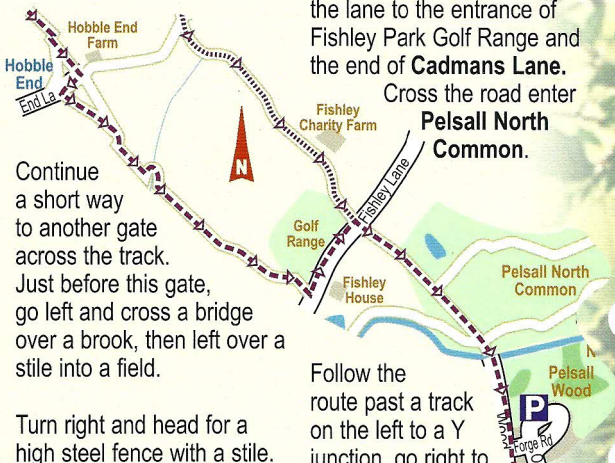 the lane to the entrance of
Fishley Park Golf Range and
the end of Cadmans Lane.
Cross the road enter
Pelsall North
Common.
Hobble End
Farm
Hobble
End
End La
Fishley
Charity Farm
N
Fishley Lane
Golf
Range
Fishley
House
Pelsall North
Common
Continue
a short way
to another gate
across the track.
Just before this gate,
go left and cross a bridge
over a brook, then left over a
stile into a field.
Turn right and head for a
high steel fence with a stile.
Follow the
route past a track
on the left to a Y
junction, go right to
N
Pelsall
Wood
P
Forge Rd